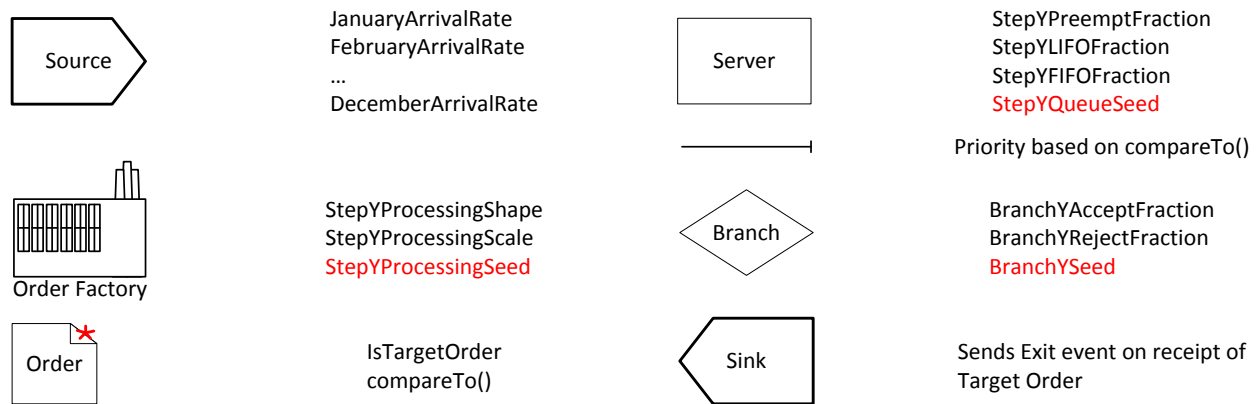 Source
JanuaryArrivalRate
FebruaryArrivalRate
...
DecemberArrivalRate
Server
StepYPreemptFraction
StepYLIFOFraction
StepYFIFOFraction
StepYQueueSeed
Priority based on compareTo()
Order Factory
StepYProcessingShape
StepYProcessingScale
StepYProcessingSeed
Branch
BranchYAcceptFraction
BranchYRejectFraction
BranchYSeed
Order
IsTargetOrder
compareTo()
Sink
Sends Exit event on receipt of
Target Order